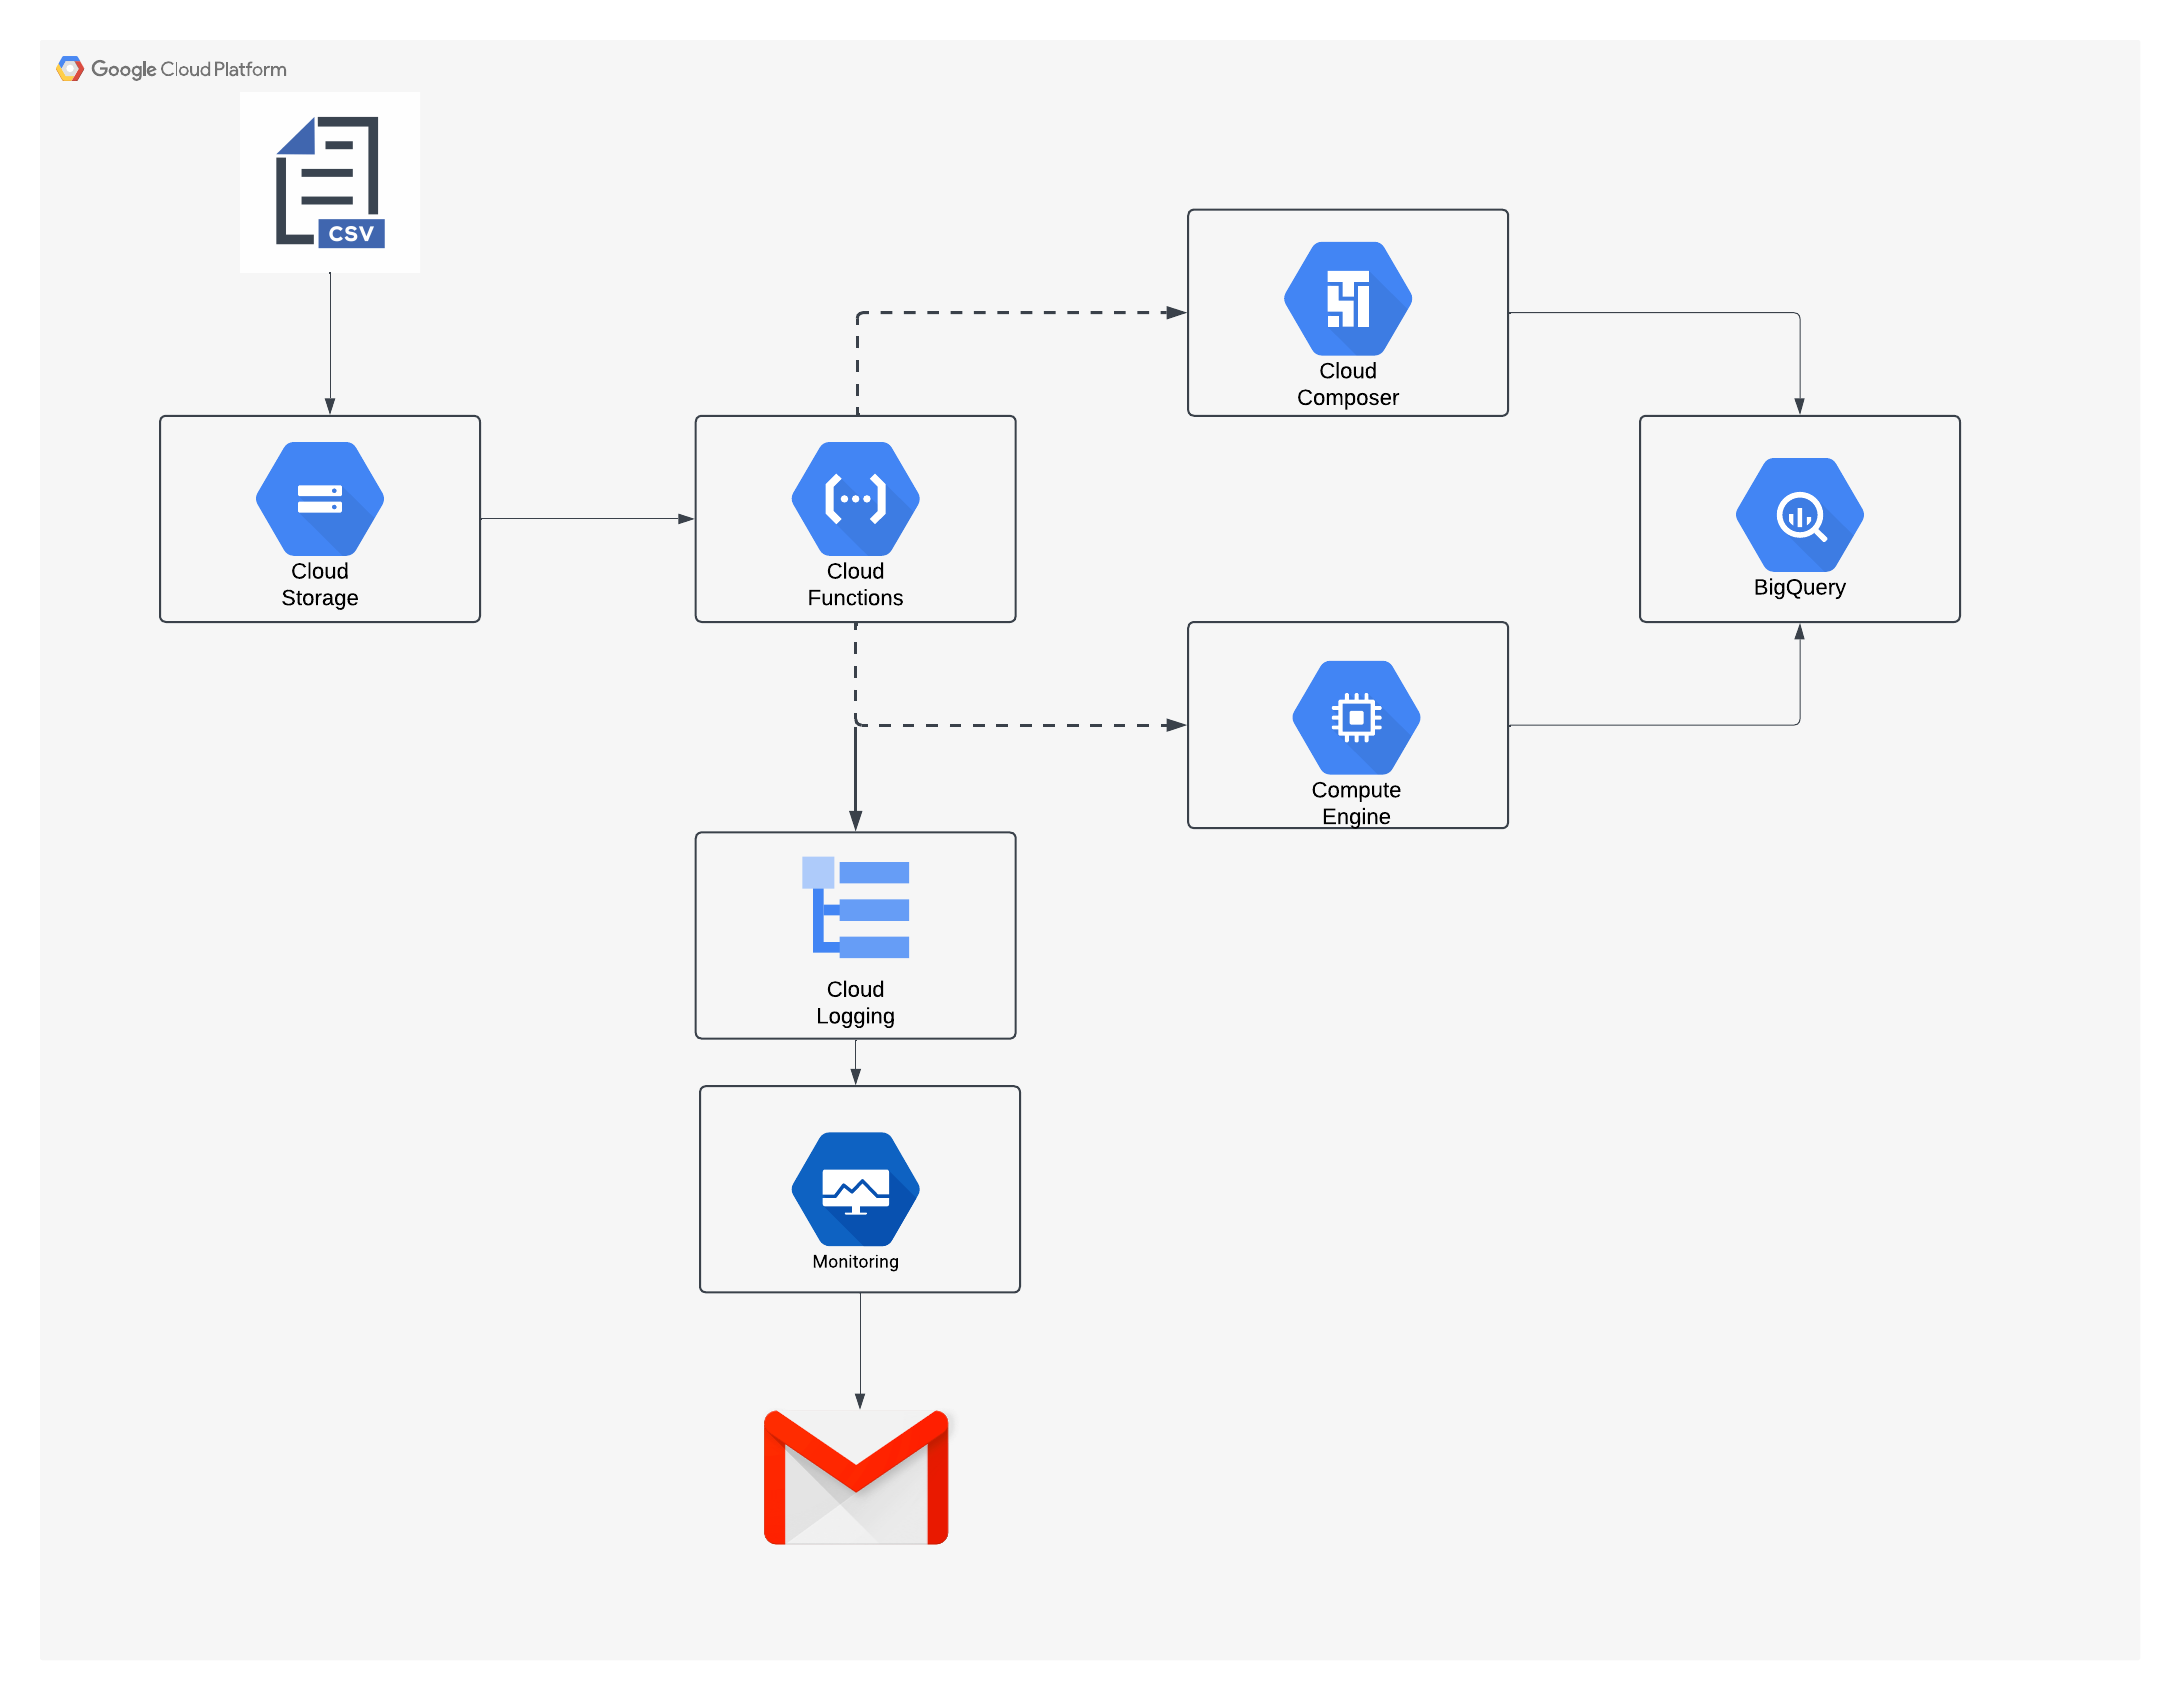 Google Cloud Platform
CSV
Cloud
Composer
Cloud
Storage
Cloud
Functions
BigQuery
Compute
Engine
Cloud
Logging
Monitoring